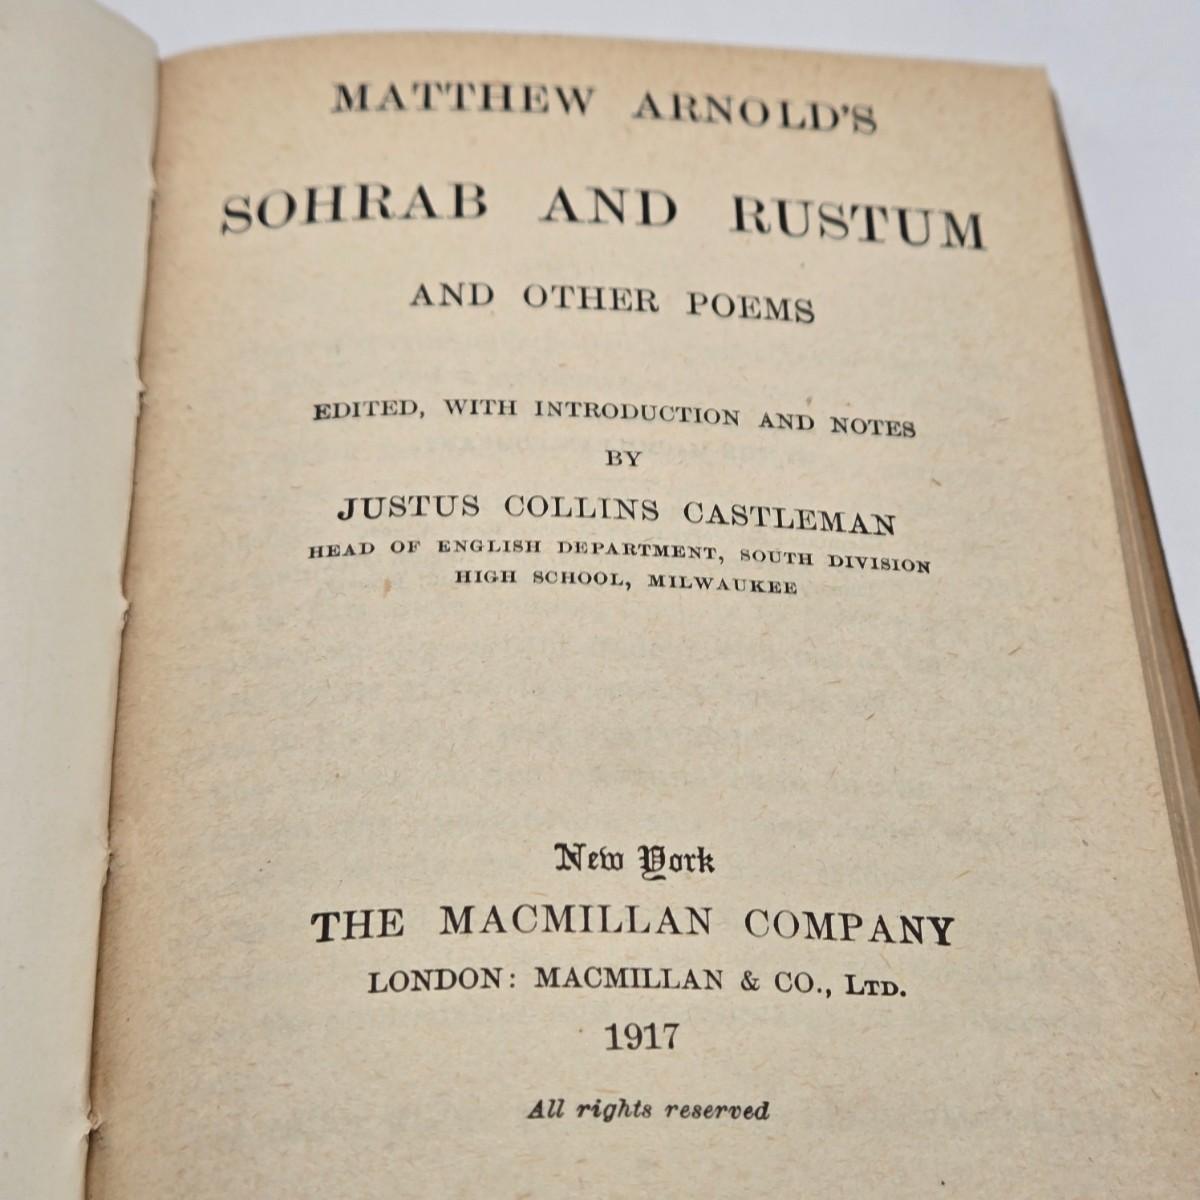 MATTHEW ARNOLD'S
SOHRAB AND RUSTUM
AND OTHER POEMS
EDITED, WITH INTRODUCTION AND NOTES
BY
JUSTUS COLLINS CASTLEMAN
HEAD OF ENGLISH DEPARTMENT, SOUTH DIVISION
HIGH SCHOOL, MILWAUKEE
New York
THE MACMILLAN COMPANY
LONDON: MACMILLAN & CO., LTD.
1917
All rights reserved